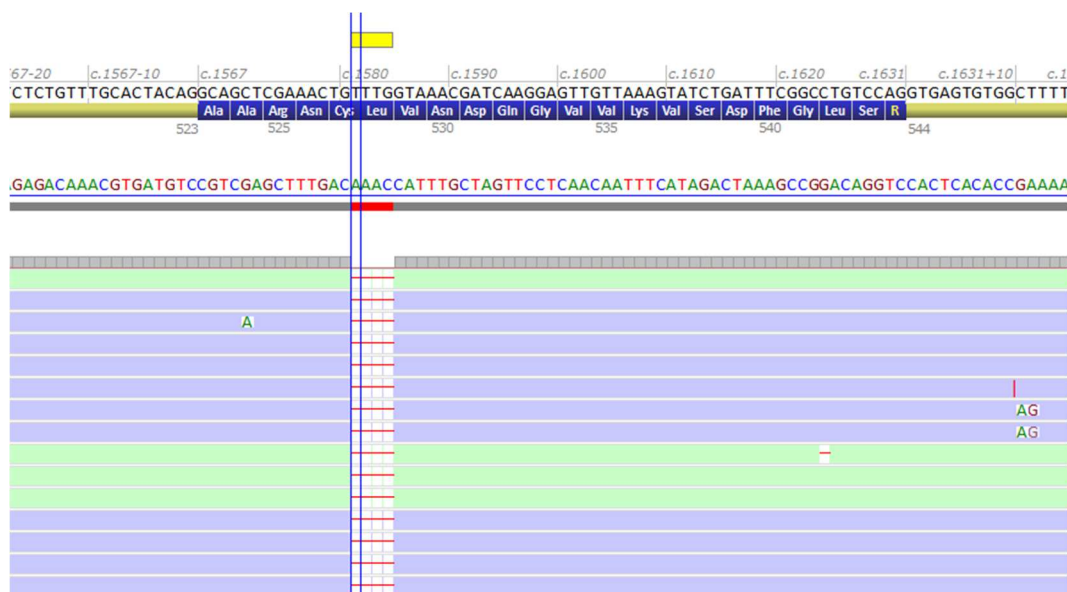 67-20 c.1567-10 c.1567 c.1580 c.1590 c.1600 c.1610 c.1620 c.1631 c.1631+10 c.1
CTCTGTTTGCACTACAGGCAGCTCGAAACTGTTTGGTAAACGATCAAGGAGTTGTTAAAGTATCTGATTTCGGCCTGTCCAGGTGAGTGTGGCTTTT
Ala Ala Arg Asn Cys Leu Val Asn Asp Gln Gly Val Val Lys Val Ser Asp Phe Gly Leu Ser R
523 525 530 535 540 544
GAGACAAACGTGATGTCCGTCGAGCTTTGACAAACCATTTGCTAGTTCCTCAACAATTTCATAGACTAAAGCCGGACAGGTCCACTCACACCGAAAA
A
AG
AG